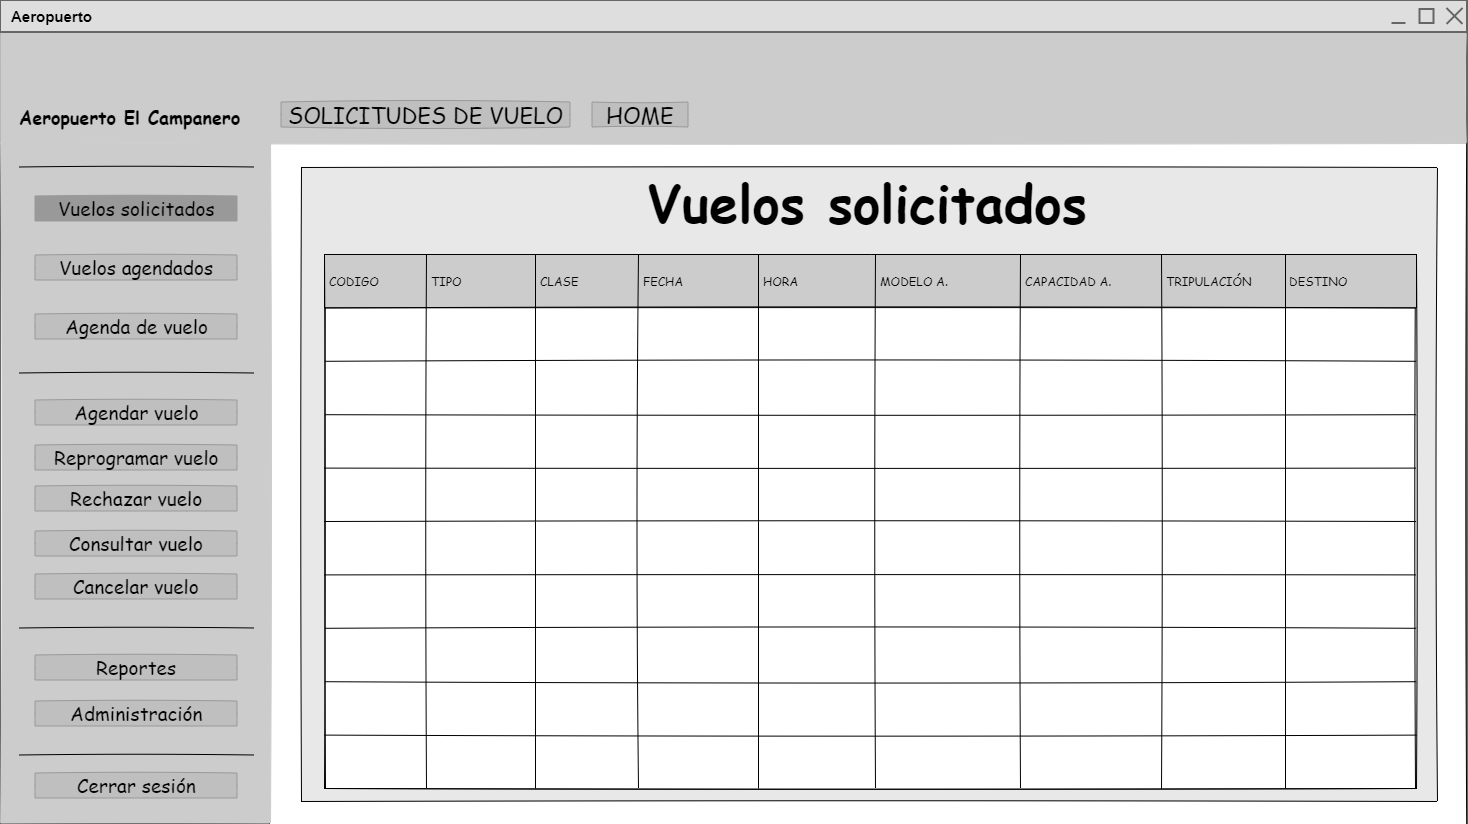 Aeropuerto
Aeropuerto El Campanero
SOLICITUDES DE VUELO
HOME
Vuelos solicitados
Vuelos agendados
Agenda de vuelo
Agendar vuelo
Reprogramar vuelo
Rechazar vuelo
Consultar vuelo
Cancelar vuelo
Reportes
Administración
Cerrar sesión
Vuelos solicitados
CODIGO TIPO CLASE FECHA HORA MODELO A. CAPACIDAD A. TRIPULACIÓN DESTINO